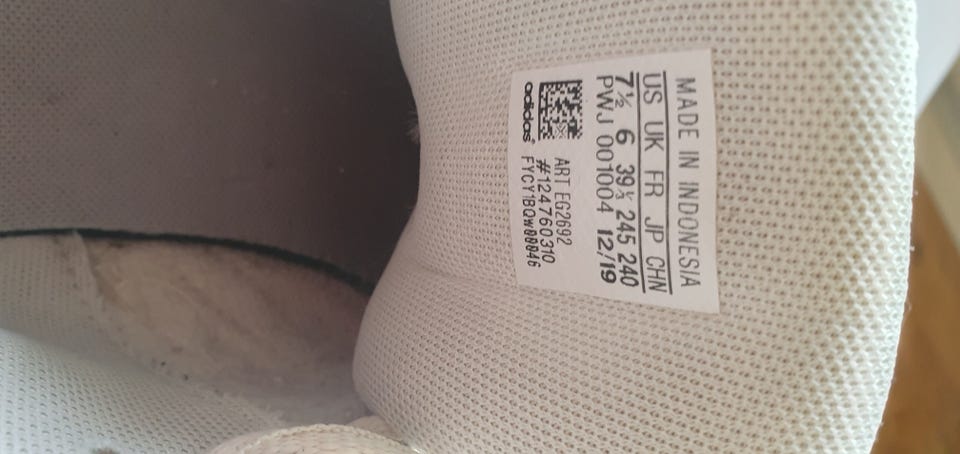 MADE IN INDONESIA
US UK FR JP CHN
7½ 6 39⅓ 245 240
PWJ 001004 12/19
ART EG2692
#124760310
adidas